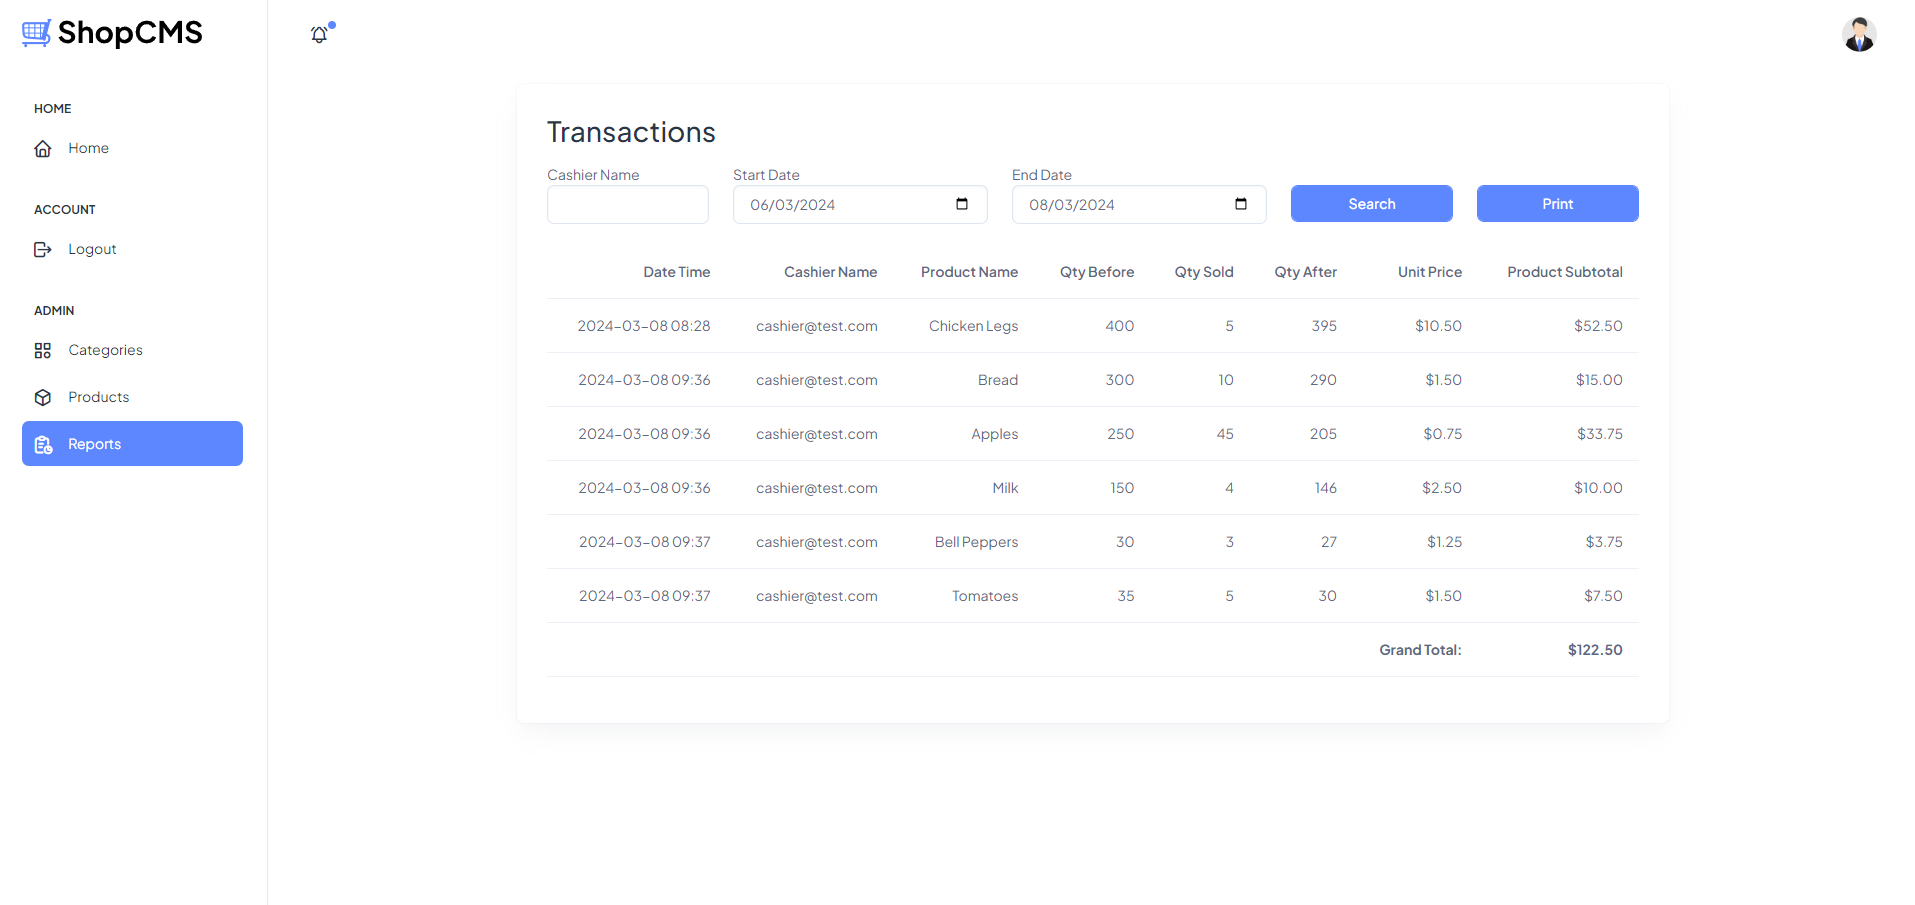 ShopCMS
HOME
Home
ACCOUNT
Logout
ADMIN
Categories
Products
Reports
Transactions
Cashier Name Start Date End Date
06/03/2024 08/03/2024 Search Print
Date Time Cashier Name Product Name Qty Before Qty Sold Qty After Unit Price Product Subtotal
2024-03-08 08:28 cashier@test.com Chicken Legs 400 5 395 $10.50 $52.50
2024-03-08 09:36 cashier@test.com Bread 300 10 290 $1.50 $15.00
2024-03-08 09:36 cashier@test.com Apples 250 45 205 $0.75 $33.75
2024-03-08 09:36 cashier@test.com Milk 150 4 146 $2.50 $10.00
2024-03-08 09:37 cashier@test.com Bell Peppers 30 3 27 $1.25 $3.75
2024-03-08 09:37 cashier@test.com Tomatoes 35 5 30 $1.50 $7.50
Grand Total: $122.50